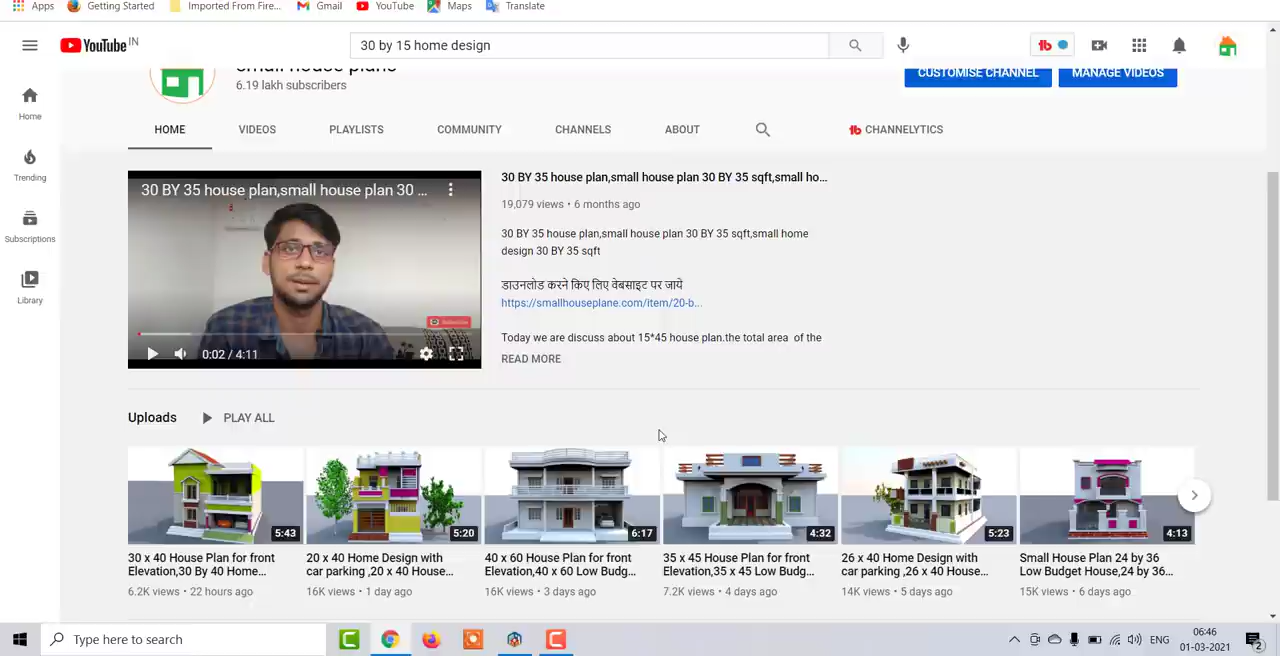 Apps Getting Started Imported From Fire... Gmail YouTube Maps Translate
YouTube IN 30 by 15 home design tb
small house plane
6.19 lakh subscribers CUSTOMISE CHANNEL MANAGE VIDEOS
HOME VIDEOS PLAYLISTS COMMUNITY CHANNELS ABOUT tb CHANNELYTICS
Home
Trending
Subscriptions
Library
30 BY 35 house plan,small house plan 30 ...
0:02 / 4:11
30 BY 35 house plan,small house plan 30 BY 35 sqft,small ho...
19,079 views • 6 months ago
30 BY 35 house plan,small house plan 30 BY 35 sqft,small home
design 30 BY 35 sqft
डाउनलोड करने किए लिए वेबसाइट पर जाये
https://smallhouseplane.com/item/20-b...
Today we are discuss about 15*45 house plan.the total area of the
READ MORE
Uploads PLAY ALL
5:43 5:20 6:17 4:32 5:23 4:13
30 x 40 House Plan for front
Elevation,30 By 40 Home...
6.2K views • 22 hours ago
20 x 40 Home Design with
car parking ,20 x 40 House...
16K views • 1 day ago
40 x 60 House Plan for front
Elevation,40 x 60 Low Budg...
16K views • 3 days ago
35 x 45 House Plan for front
Elevation,35 x 45 Low Budg...
7.2K views • 4 days ago
26 x 40 Home Design with
car parking ,26 x 40 House...
14K views • 5 days ago
Small House Plan 24 by 36
Low Budget House,24 by 36...
15K views • 6 days ago
Type here to search ENG 06:46
01-03-2021 2